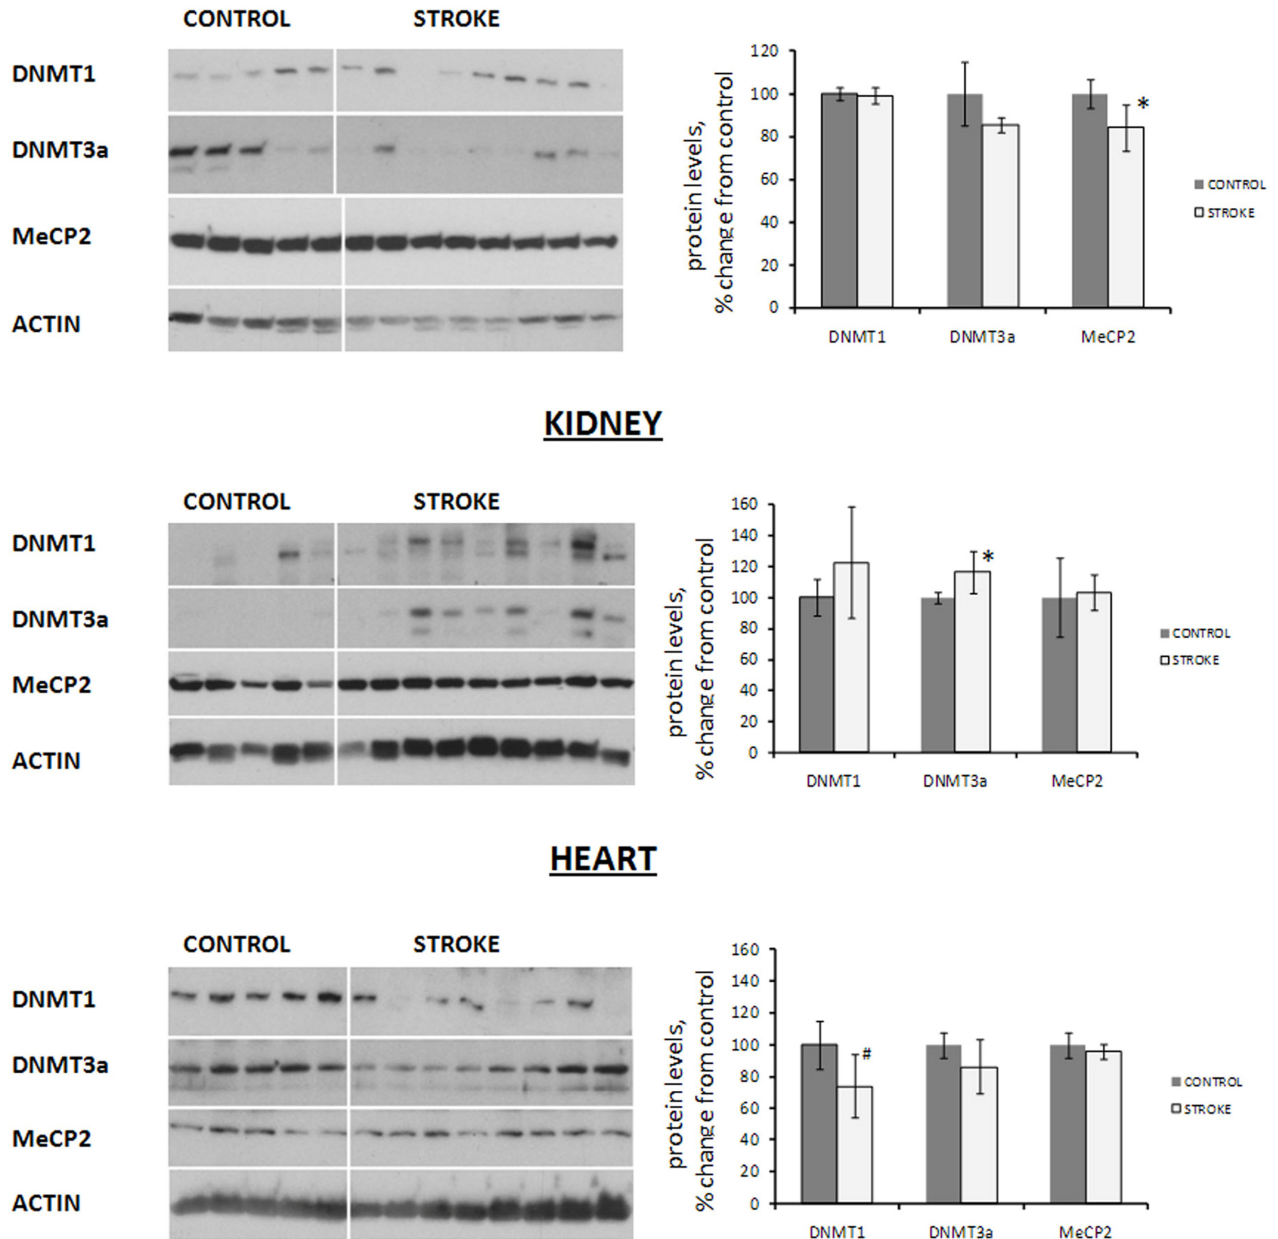 CONTROL STROKE
DNMT1
DNMT3a
MeCP2
ACTIN
protein levels,
% change from control
120
100
80
60
40
20
0
*
DNMT1 DNMT3a MeCP2
CONTROL
STROKE
KIDNEY
CONTROL STROKE
DNMT1
DNMT3a
MeCP2
ACTIN
protein levels,
% change from control
160
140
120
100
80
60
40
20
0
*
DNMT1 DNMT3a MeCP2
CONTROL
STROKE
HEART
CONTROL STROKE
DNMT1
DNMT3a
MeCP2
ACTIN
protein levels,
% change from control
160
140
120
100
80
60
40
20
0
#
DNMT1 DNMT3a MeCP2
CONTROL
STROKE